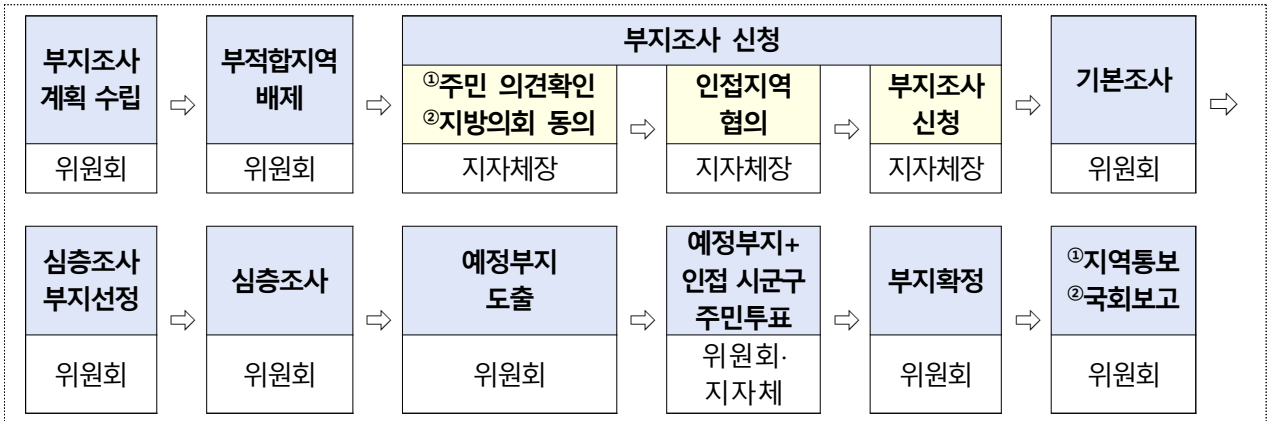 부지조사
계획 수립
위원회
⇨
부적합지역
배제
위원회
⇨
부지조사 신청
①주민 의견확인
②지방의회 동의
지자체장
⇨
인접지역
협의
지자체장
⇨
부지조사
신청
지자체장
⇨
기본조사
위원회
⇨
심층조사
부지선정
위원회
⇨
심층조사
위원회
⇨
예정부지
도출
위원회
⇨
예정부지+
인접 시군구
주민투표
위원회·
지자체
⇨
부지확정
위원회
⇨
①지역통보
②국회보고
위원회